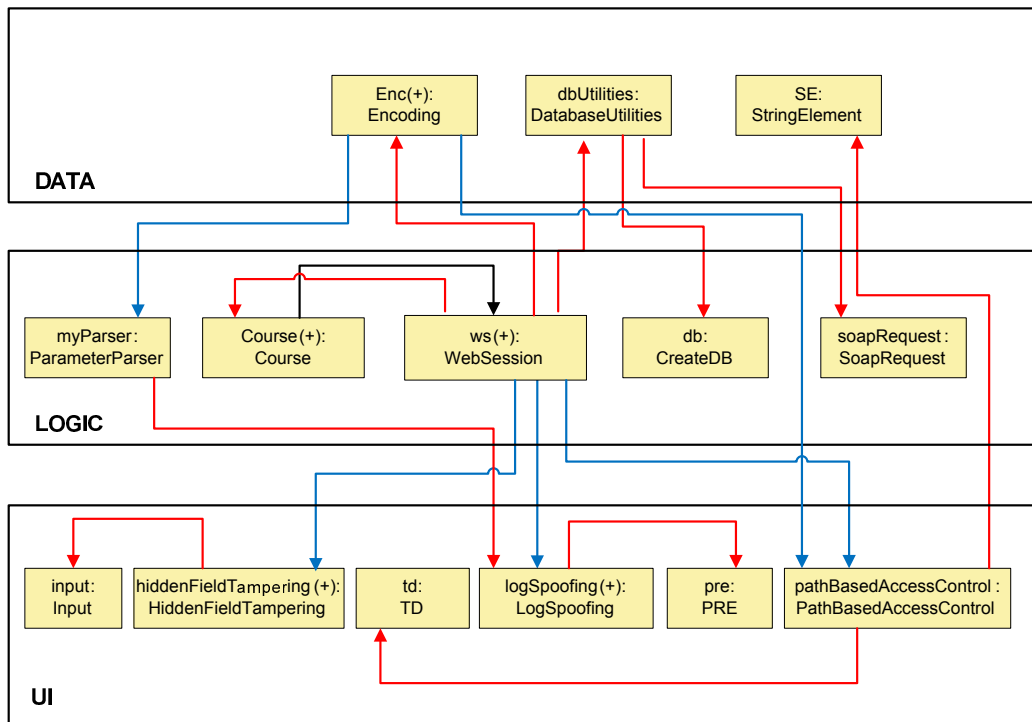 Enc(+):
Encoding
dbUtilities:
DatabaseUtilities
SE:
StringElement
DATA
myParser:
ParameterParser
Course(+):
Course
ws(+):
WebSession
db:
CreateDB
soapRequest:
SoapRequest
LOGIC
input:
Input
hiddenFieldTampering(+):
HiddenFieldTampering
td:
TD
logSpoofing(+):
LogSpoofing
pre:
PRE
pathBasedAccessControl:
PathBasedAccessControl
UI